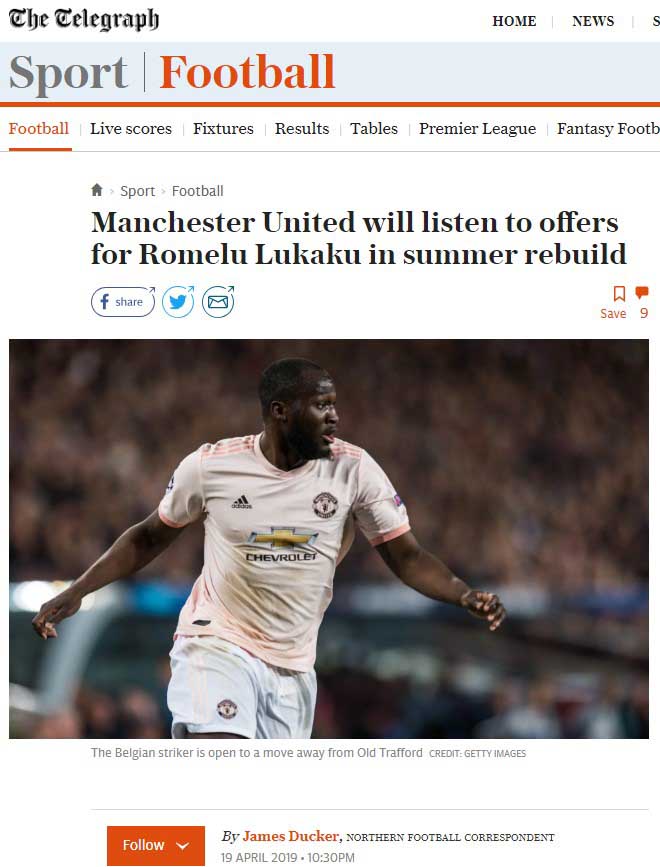 The Telegraph
HOME | NEWS | S
Sport | Football
Football | Live scores | Fixtures | Results | Tables | Premier League | Fantasy Footb
Sport › Football
Manchester United will listen to offers
for Romelu Lukaku in summer rebuild
share
Save 9
adidas
CHEVROLET
The Belgian striker is open to a move away from Old Trafford CREDIT: GETTY IMAGES
Follow
By James Ducker, NORTHERN FOOTBALL CORRESPONDENT
19 APRIL 2019 • 10:30PM